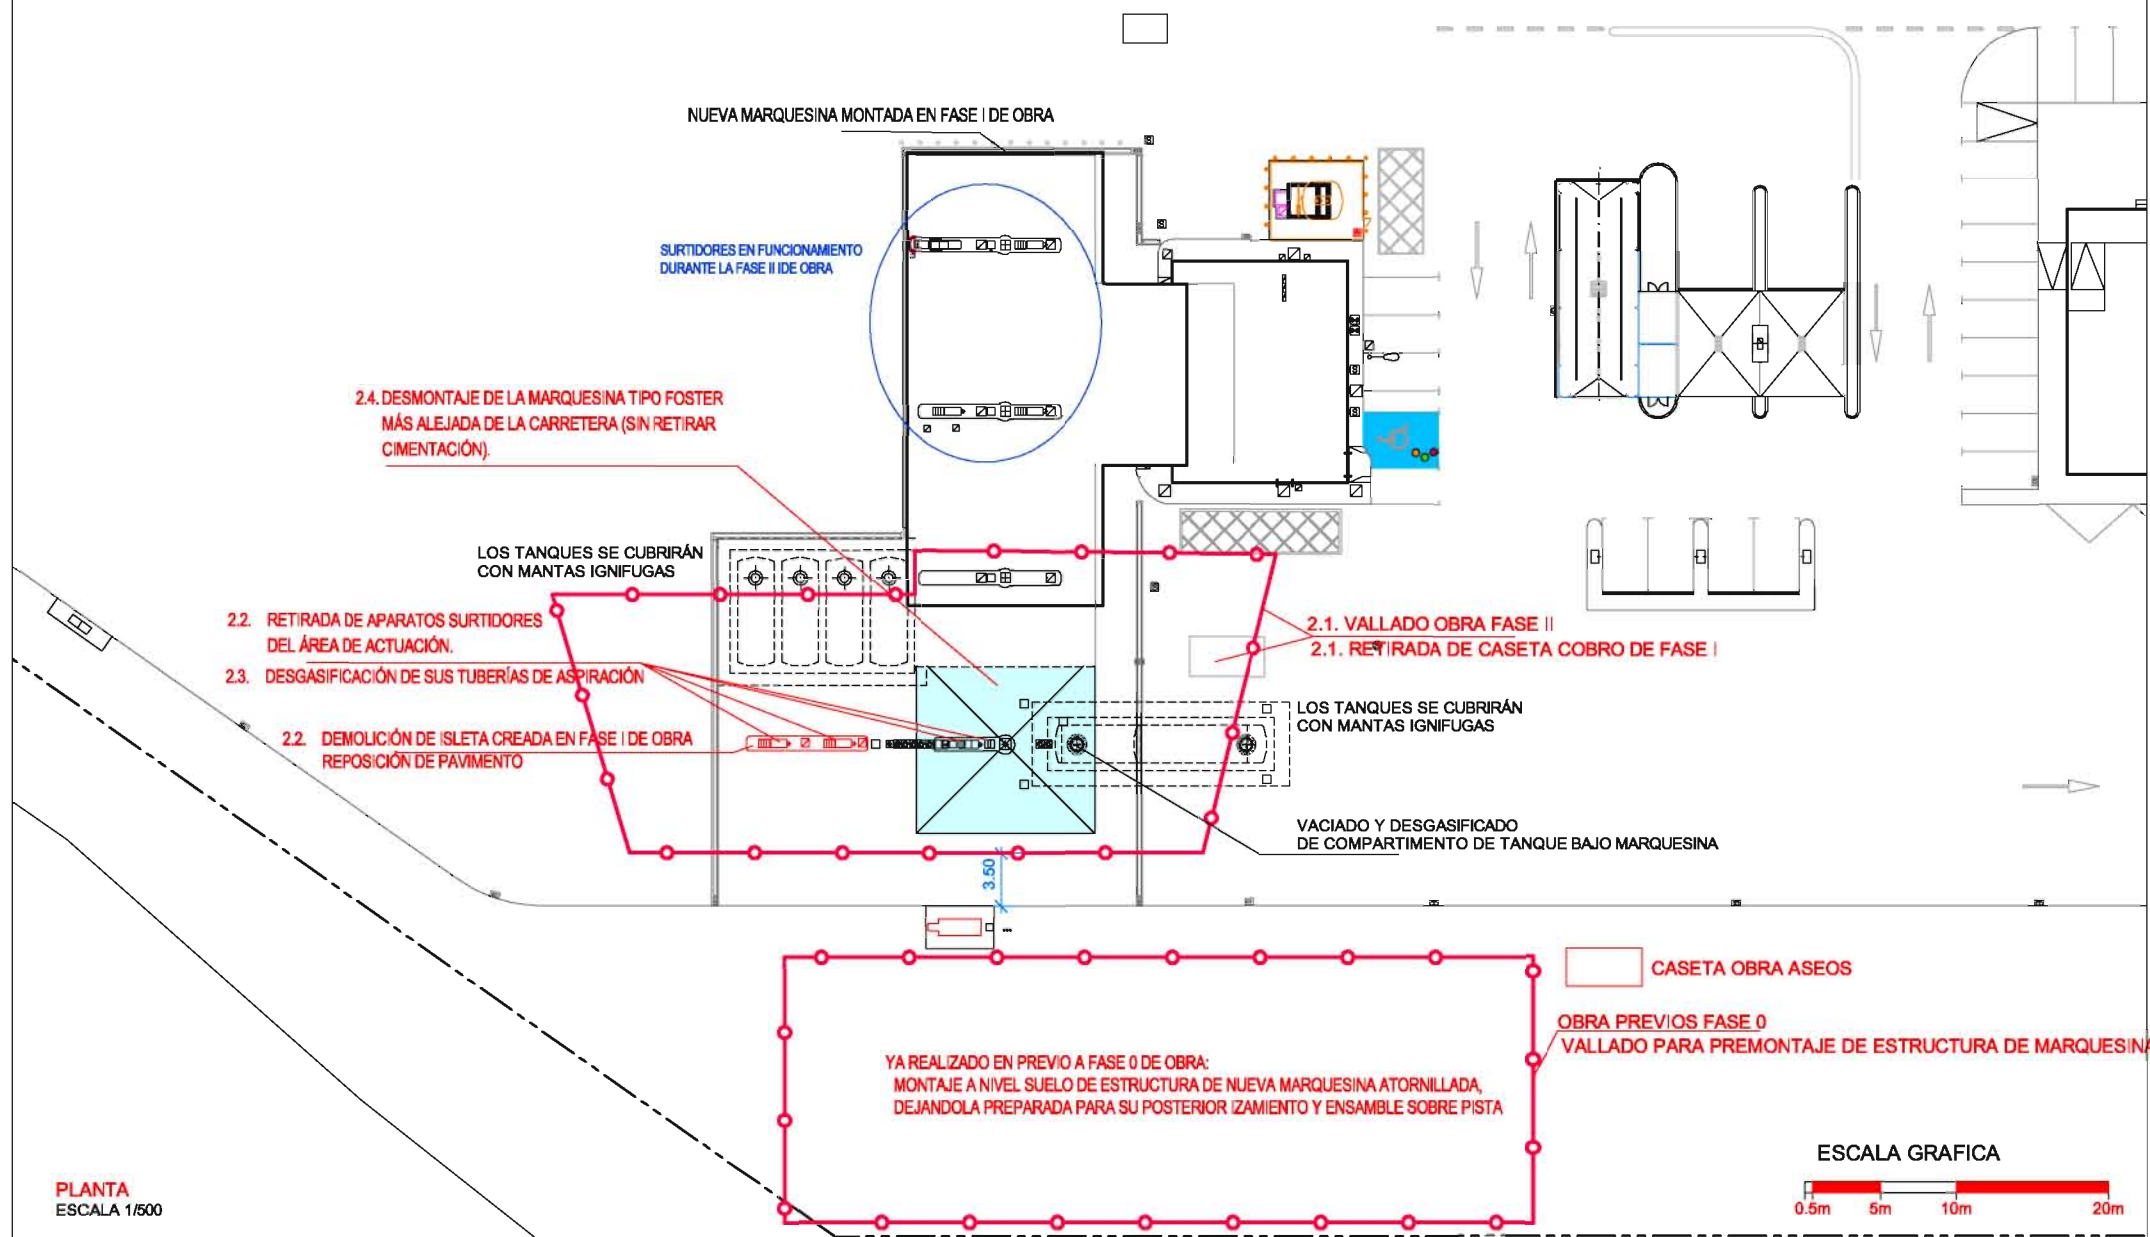 NUEVA MARQUESINA MONTADA EN FASE I DE OBRA
SURTIDORES EN FUNCIONAMIENTO
DURANTE LA FASE II IDE OBRA
2.4. DESMONTAJE DE LA MARQUESINA TIPO FOSTER
MÁS ALEJADA DE LA CARRETERA (SIN RETIRAR
CIMENTACIÓN).
LOS TANQUES SE CUBRIRÁN
CON MANTAS IGNIFUGAS
2.2. RETIRADA DE APARATOS SURTIDORES
DEL ÁREA DE ACTUACIÓN.
2.3. DESGASIFICACIÓN DE SUS TUBERÍAS DE ASPIRACIÓN
2.2. DEMOLICIÓN DE ISLETA CREADA EN FASE I DE OBRA
REPOSICIÓN DE PAVIMENTO
2.1. VALLADO OBRA FASE II
2.1. RETIRADA DE CASETA COBRO DE FASE I
LOS TANQUES SE CUBRIRÁN
CON MANTAS IGNIFUGAS
VACIADO Y DESGASIFICADO
DE COMPARTIMENTO DE TANQUE BAJO MARQUESINA
3.50
CASETA OBRA ASEOS
OBRA PREVIOS FASE 0
VALLADO PARA PREMONTAJE DE ESTRUCTURA DE MARQUESINA
YA REALIZADO EN PREVIO A FASE 0 DE OBRA:
MONTAJE A NIVEL SUELO DE ESTRUCTURA DE NUEVA MARQUESINA ATORNILLADA,
DEJANDOLA PREPARADA PARA SU POSTERIOR IZAMIENTO Y ENSAMBLE SOBRE PISTA
ESCALA GRAFICA
0.5m 5m 10m 20m
PLANTA
ESCALA 1/500